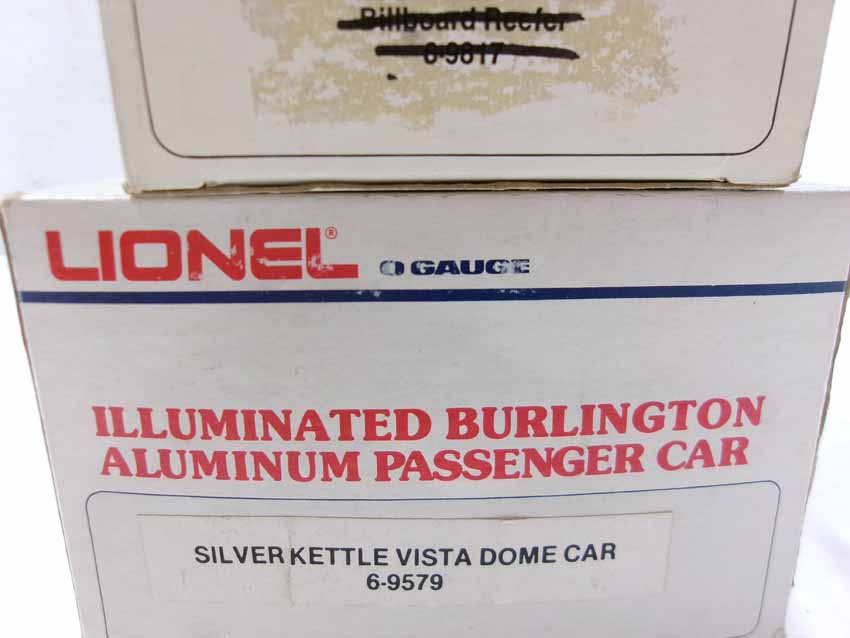 Billboard Reefer
6-9817
LIONEL®
O GAUGE
ILLUMINATED BURLINGTON
ALUMINUM PASSENGER CAR
SILVER KETTLE VISTA DOME CAR
6-9579